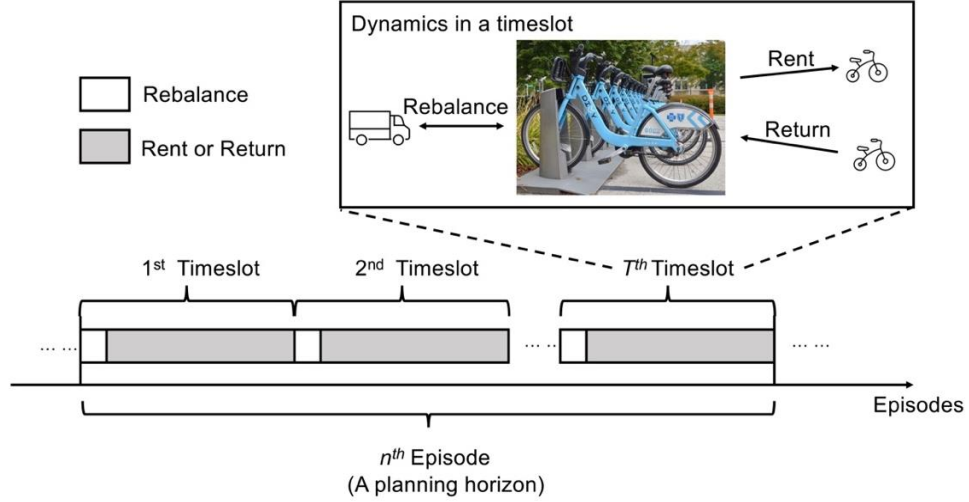 Dynamics in a timeslot
Rebalance
Rent or Return
Rebalance
Rent
Return
1st Timeslot
2nd Timeslot
Tth Timeslot
... ...
... ..
... ...
Episodes
nth Episode
(A planning horizon)